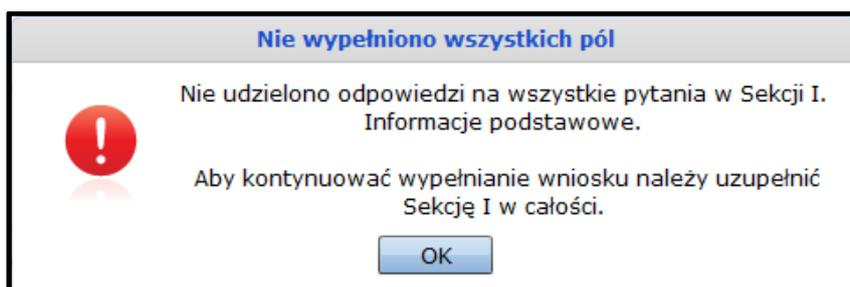 Nie wypełniono wszystkich pól
Nie udzielono odpowiedzi na wszystkie pytania w Sekcji I.
Informacje podstawowe.
Aby kontynuować wypełnianie wniosku należy uzupełnić
Sekcję I w całości.
OK